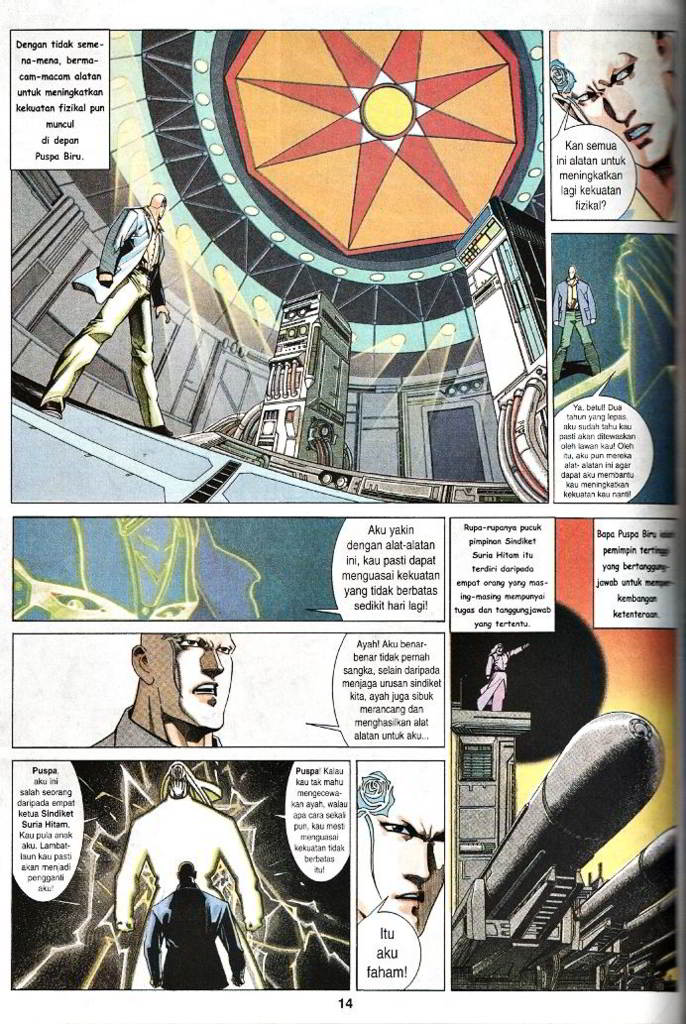 Dengan tidak seme-
na-mena, berma-
cam-macam alatan
untuk meningkatkan
kekuatan fizikal pun
muncul
di depan
Puspa Biru.
Kan semua
ini alatan untuk
meningkatkan
lagi kekuatan
fizikal?
Ya, betul! Dua
tahun yang lepas,
aku sudah tahu kau
pasti akan ditewaskan
oleh lawan kau! Oleh
itu, aku pun mereka
alat- alatan ini agar
dapat aku membantu
kau meningkatkan
kekuatan kau nanti!
Aku yakin
dengan alat-alatan
ini, kau pasti dapat
menguasai kekuatan
yang tidak berbatas
sedikit hari lagi!
Ayah! Aku benar-
benar tidak pernah
sangka, selain daripada
menjaga urusan sindiket
kita, ayah juga sibuk
merancang dan
menghasilkan alat
alatan untuk aku...
Rupa-rupanya pucuk
pimpinan Sindiket
Suria Hitam itu
terdiri daripada
empat orang yang mas-
ing-masing mempunyai
tugas dan tanggungjawab
yang tertentu.
Bapa Puspa Biru
pemimpin
yang bertanggung-
jawab untuk
kembangan
ketenteraan.
Puspa,
aku ini
salah seorang
daripada empat
ketua Sindiket
Suria Hitam.
Kau pula anak
aku. Lambat-
laun kau pasti
akan menjadi
pengganti
aku!
Puspa! Kalau
kau tak mahu
mengecewa-
kan ayah, walau
apa cara sekali
pun, kau mesti
menguasai
kekuatan tidak
berbatas
itu!
Itu
aku
faham!
14